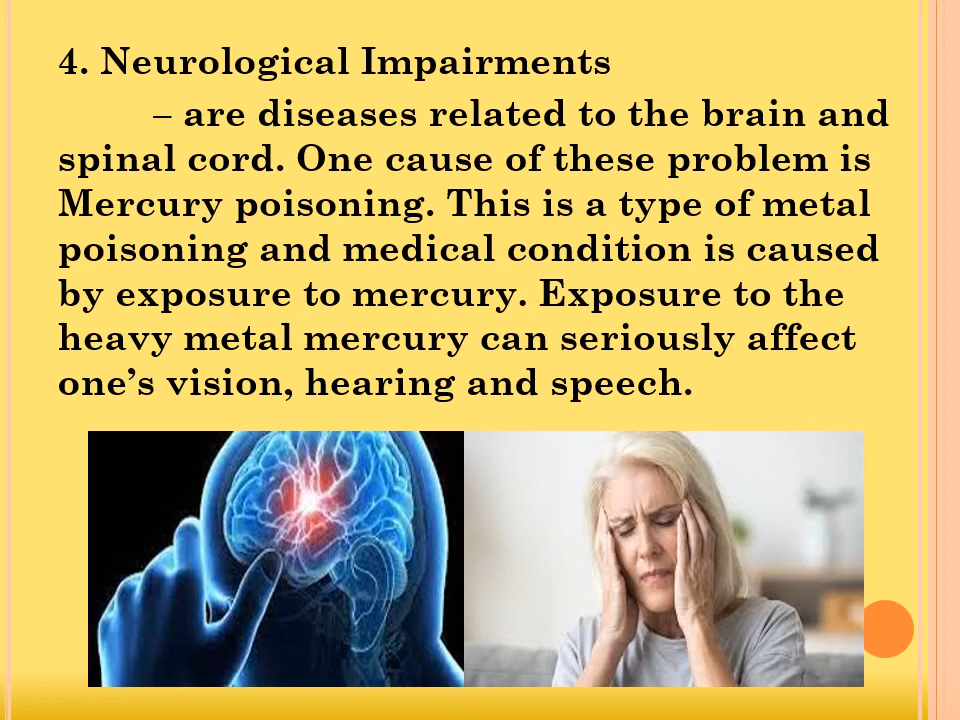 4. Neurological Impairments
– are diseases related to the brain and
spinal cord. One cause of these problem is
Mercury poisoning. This is a type of metal
poisoning and medical condition is caused
by exposure to mercury. Exposure to the
heavy metal mercury can seriously affect
one’s vision, hearing and speech.